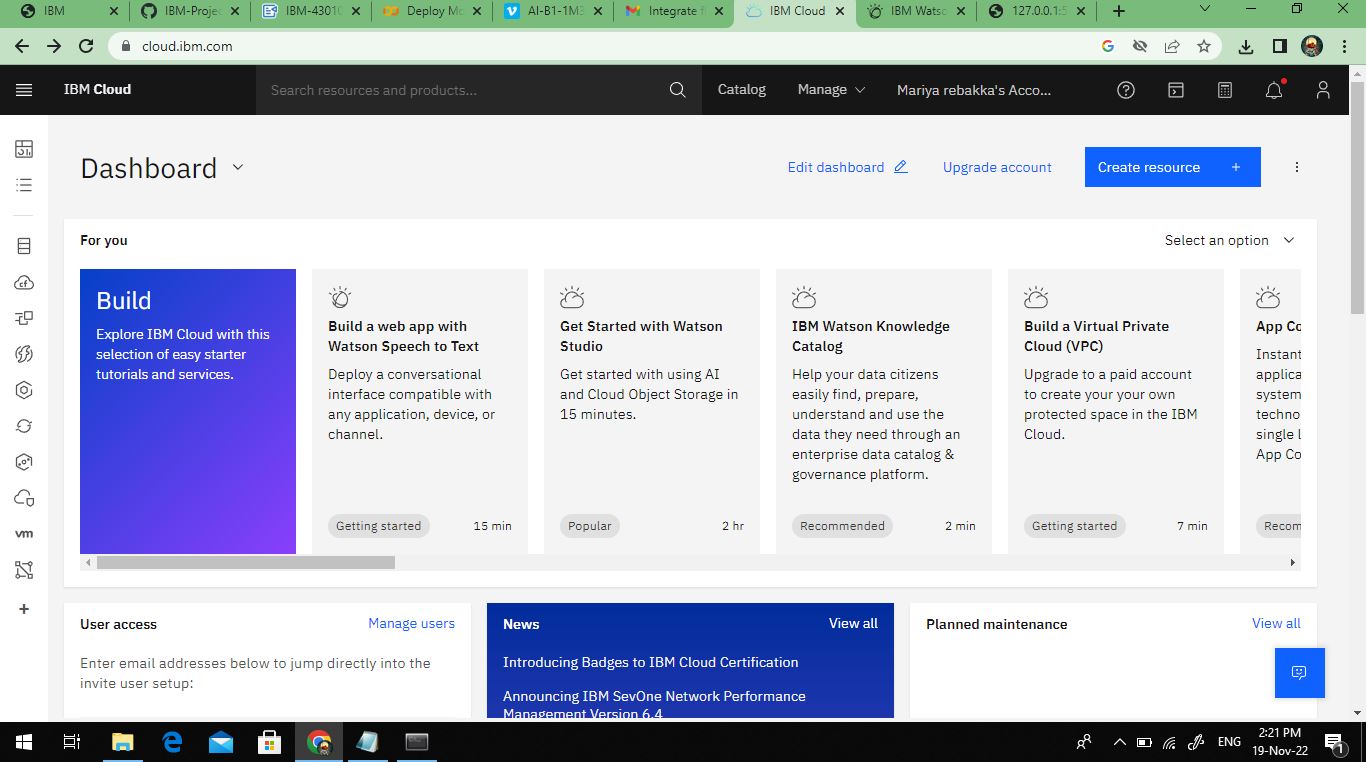 IBM
IBM-Projec
IBM-43010
Deploy Mo
AI-B1-1M3
Integrate fl
IBM Cloud
IBM Watso
127.0.0.1:5
cloud.ibm.com
IBM Cloud
Search resources and products...
Catalog
Manage
Mariya rebakka's Acco...
Dashboard
Edit dashboard
Upgrade account
Create resource +
For you
Select an option
Build
Explore IBM Cloud with this
selection of easy starter
tutorials and services.
Build a web app with
Watson Speech to Text
Deploy a conversational
interface compatible with
any application, device, or
channel.
Getting started
15 min
Get Started with Watson
Studio
Get started with using AI
and Cloud Object Storage in
15 minutes.
Popular
2 hr
IBM Watson Knowledge
Catalog
Help your data citizens
easily find, prepare,
understand and use the
data they need through an
enterprise data catalog &
governance platform.
Recommended
2 min
Build a Virtual Private
Cloud (VPC)
Upgrade to a paid account
to create your your own
protected space in the IBM
Cloud.
Getting started
7 min
App Co
Instant
applica
system
techno
single l
App Co
Recom
vm
User access
Manage users
Enter email addresses below to jump directly into the
invite user setup:
News
View all
Introducing Badges to IBM Cloud Certification
Announcing IBM SevOne Network Performance
Management Version 6.4
Planned maintenance
View all
ENG
2:21 PM
19-Nov-22
1